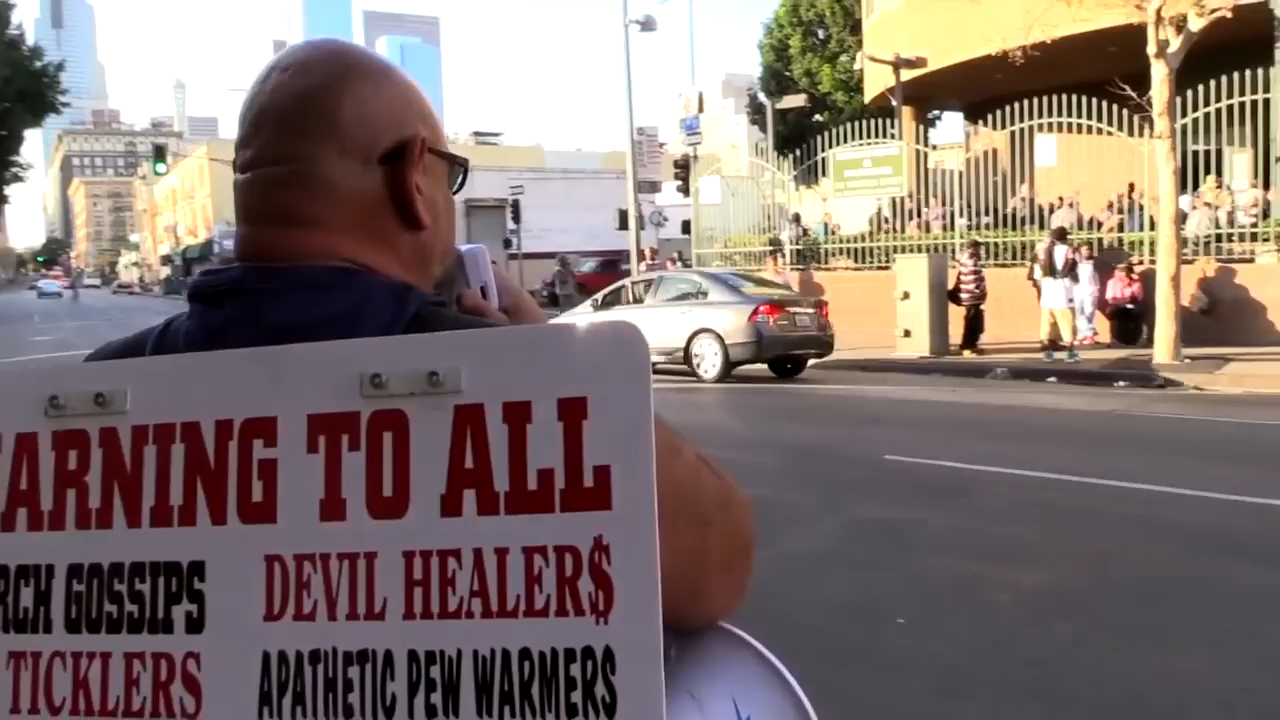 ARNING TO ALL
RCH GOSSIPS DEVIL HEALER$
TICKLERS APATHETIC PEW WARMERS